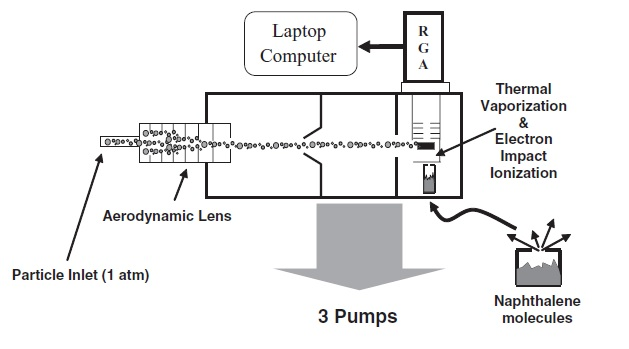 Laptop
Computer
R
G
A
Thermal
Vaporization
&
Electron
Impact
Ionization
Aerodynamic Lens
Particle Inlet (1 atm)
3 Pumps
Naphthalene
molecules